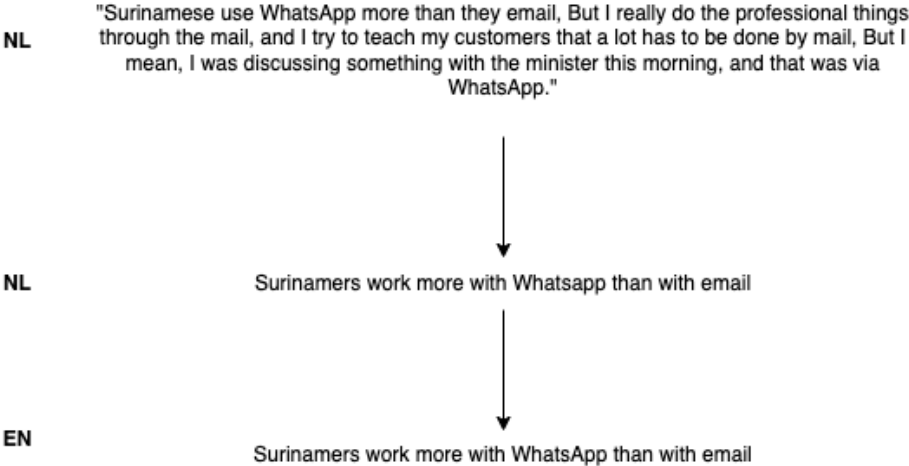 "Surinamese use WhatsApp more than they email, But I really do the professional things
NL through the mail, and I try to teach my customers that a lot has to be done by mail, But I
mean, I was discussing something with the minister this morning, and that was via
WhatsApp."
NL Surinamers work more with Whatsapp than with email
EN
Surinamers work more with WhatsApp than with email